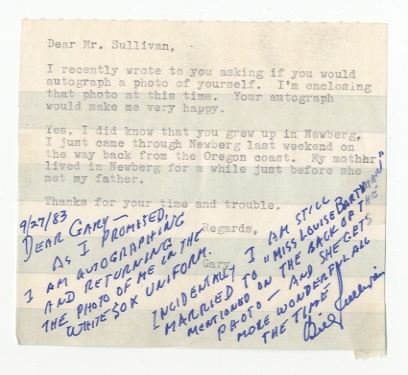 Dear Mr. Sullivan,
I recently wrote to you asking if you would
autograph a photo of yourself. I'm enclosing
that photo at this time. Your autograph
would make me very happy.
Yes, I did know that you grew up in Newberg,
I just came through Newberg last weekend on
the way back from the Oregon coast. My mother
lived in Newberg for a while just before she
met my father.
Thanks for your time and trouble.
Regards,
Gary
9/27/83
DEAR GARY—
AS I PROMISED,
I AM AUTOGRAPHING
AND RETURNING
THE PHOTO OF ME IN THE
WHITE SOX UNIFORM.
INCIDENTALLY I AM STILL
MARRIED TO "MISS LOUISE
MENTIONED ON THE BACK OF THE
PHOTO — AND SHE GETS
MORE WONDERFUL ALL
THE TIME
Bill Sullivan